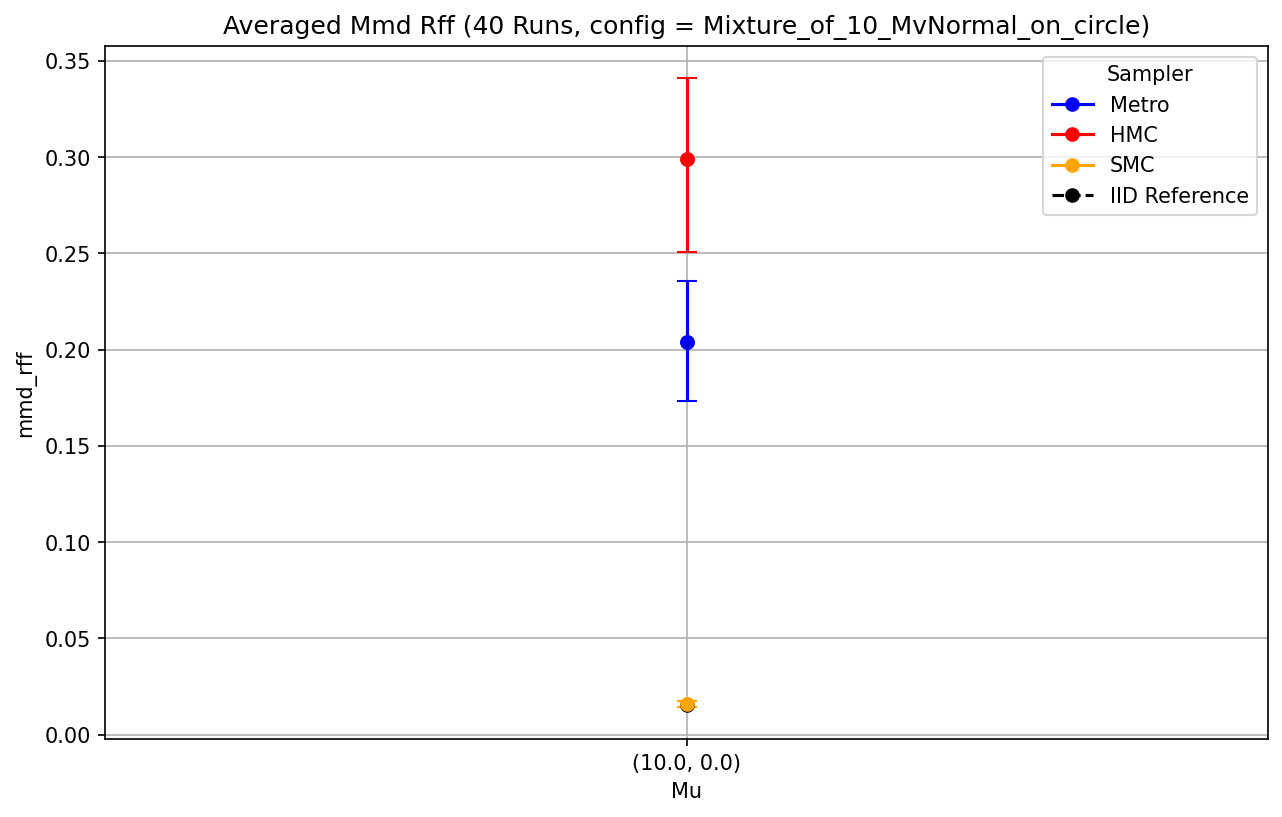 Averaged Mmd Rff (40 Runs, config = Mixture_of_10_MvNormal_on_circle)
Sampler
Metro
HMC
SMC
IID Reference
0.35
0.30
0.25
0.20
0.15
0.10
0.05
0.00
mmd_rff
(10.0, 0.0)
Mu